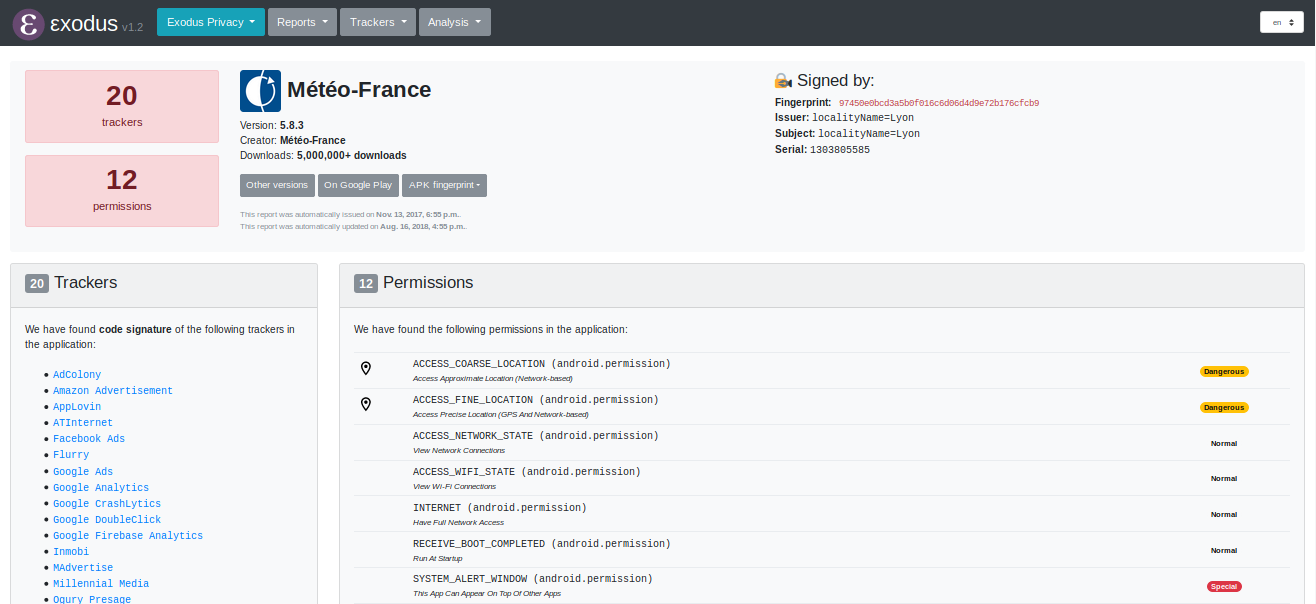 εxodus v1.2
Exodus Privacy
Reports
Trackers
Analysis
en
20
trackers
12
permissions
Météo-France
Version: 5.8.3
Creator: Météo-France
Downloads: 5,000,000+ downloads
Other versions
On Google Play
APK fingerprint
This report was automatically issued on Nov. 13, 2017, 6:55 p.m..
This report was automatically updated on Aug. 16, 2018, 4:55 p.m..
Signed by:
Fingerprint: 97450e0bcd3a5b0f016c6d06d4d9e72b176cfcb9
Issuer: localityName=Lyon
Subject: localityName=Lyon
Serial: 1303805585
20 Trackers
We have found code signature of the following trackers in
the application:
AdColony
Amazon Advertisement
AppLovin
ATInternet
Facebook Ads
Flurry
Google Ads
Google Analytics
Google CrashLytics
Google DoubleClick
Google Firebase Analytics
Inmobi
MAdvertise
Millennial Media
Ogury Presage
12 Permissions
We have found the following permissions in the application:
ACCESS_COARSE_LOCATION (android.permission)
Access Approximate Location (Network-based)
Dangerous
ACCESS_FINE_LOCATION (android.permission)
Access Precise Location (GPS And Network-based)
Dangerous
ACCESS_NETWORK_STATE (android.permission)
View Network Connections
Normal
ACCESS_WIFI_STATE (android.permission)
View Wi-Fi Connections
Normal
INTERNET (android.permission)
Have Full Network Access
Normal
RECEIVE_BOOT_COMPLETED (android.permission)
Run At Startup
Normal
SYSTEM_ALERT_WINDOW (android.permission)
This App Can Appear On Top Of Other Apps
Special